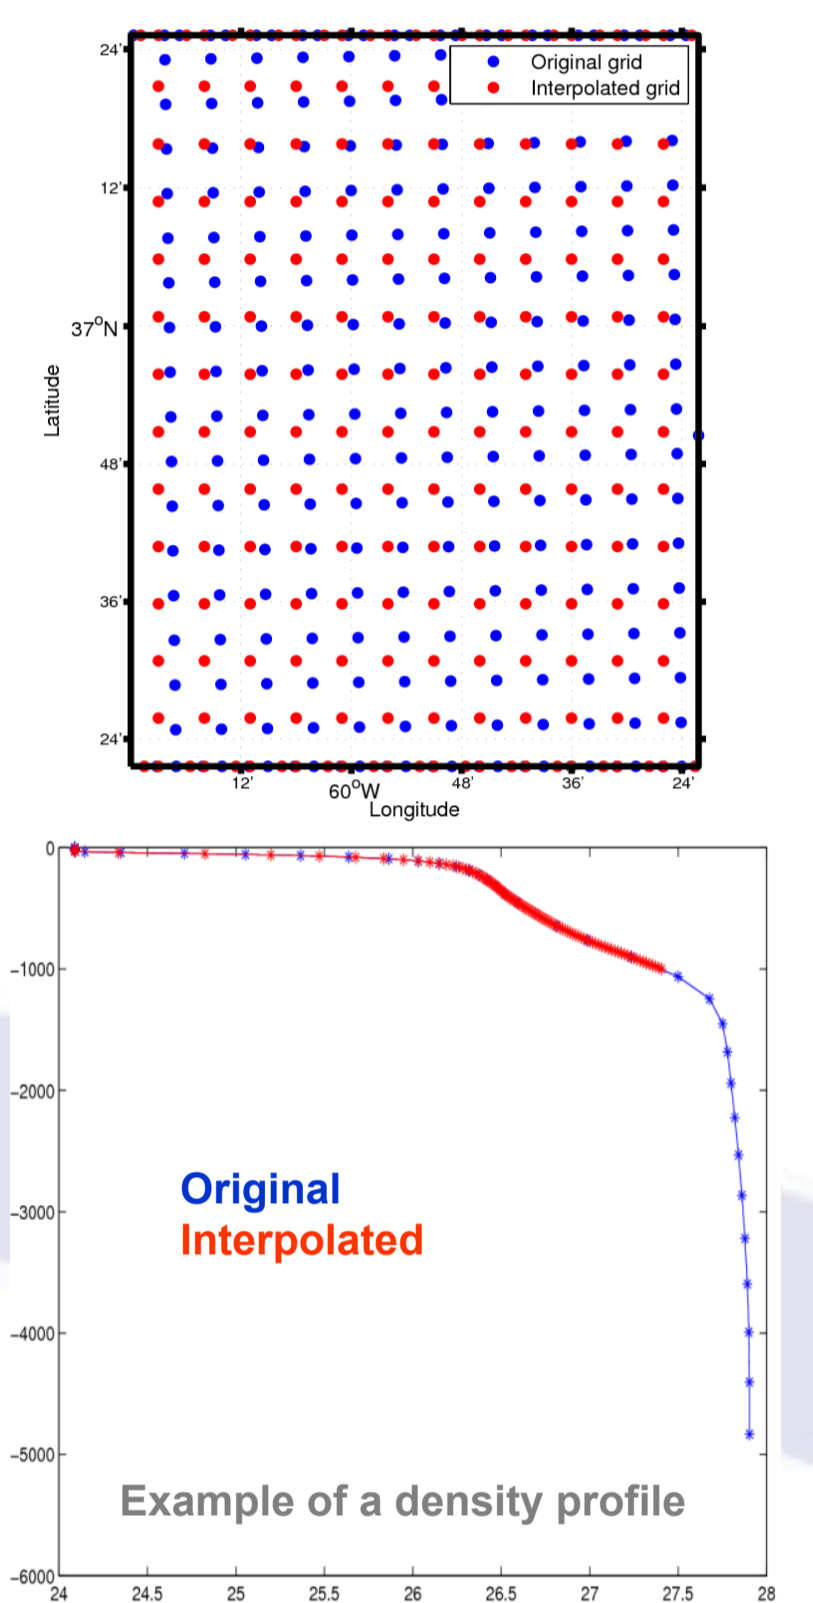 24'
Original grid
Interpolated grid
12'
37°N
48'
36'
24'
Latitude
12'
60°W
48'
36'
24'
Longitude
0
−1000
−2000
−3000
−4000
−5000
−6000
Original
Interpolated
Example of a density profile
24
24.5
25
25.5
26
26.5
27
27.5
28